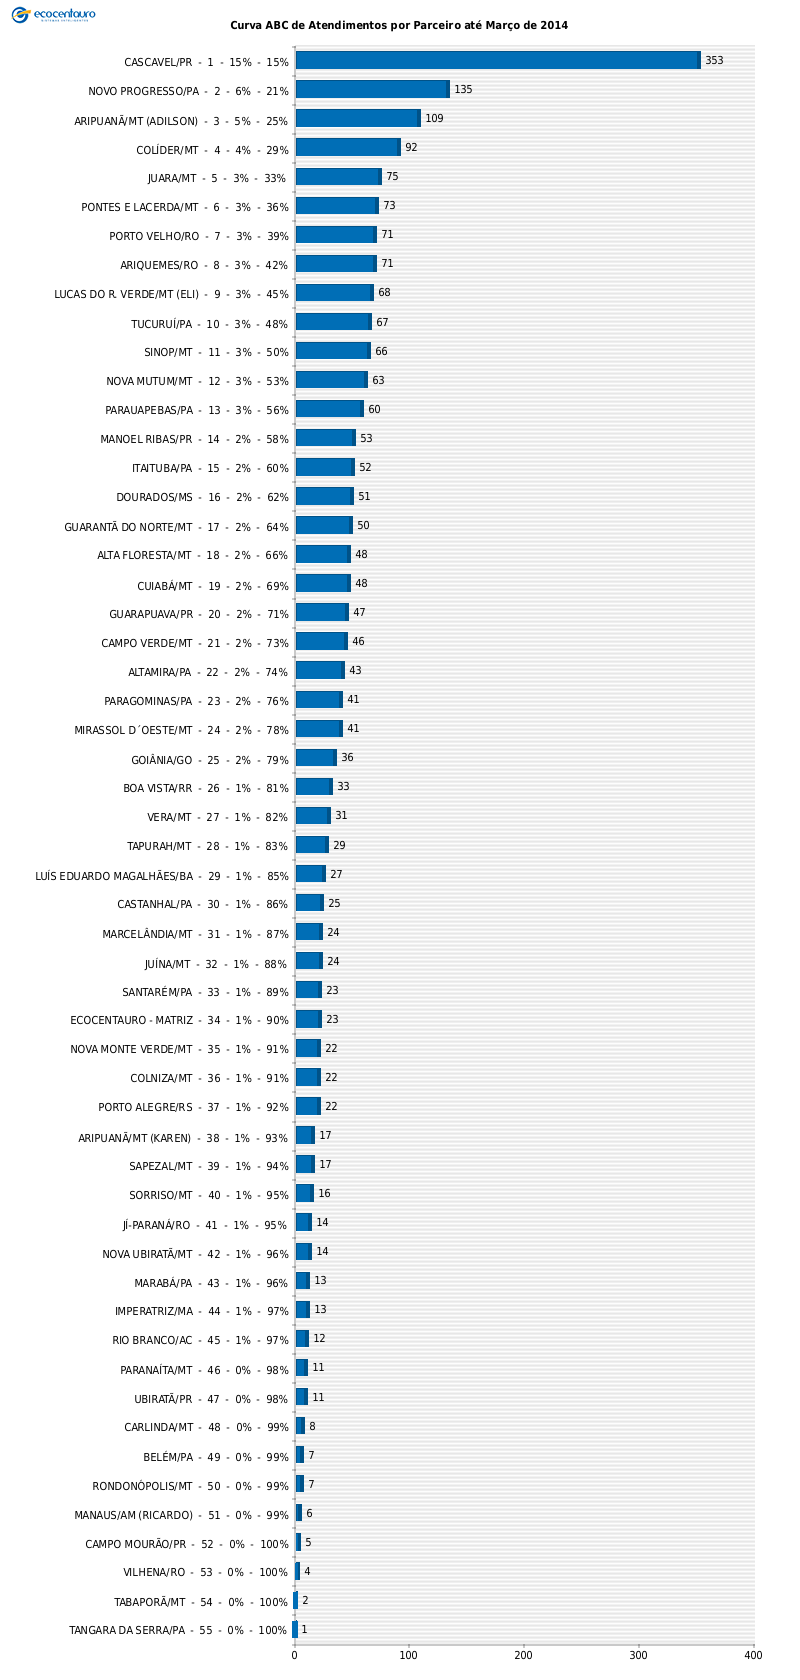 ecocentauro
Curva ABC de Atendimentos por Parceiro até Março de 2014
CASCAVEL/PR - 1 - 15% - 15% 353
NOVO PROGRESSO/PA - 2 - 6% - 21% 135
ARIPUANÃ/MT (ADILSON) - 3 - 5% - 25% 109
COLÍDER/MT - 4 - 4% - 29% 92
JUARA/MT - 5 - 3% - 33% 75
PONTES E LACERDA/MT - 6 - 3% - 36% 73
PORTO VELHO/RO - 7 - 3% - 39% 71
ARIQUEMES/RO - 8 - 3% - 42% 71
LUCAS DO R. VERDE/MT (ELI) - 9 - 3% - 45% 68
TUCURUÍ/PA - 10 - 3% - 48% 67
SINOP/MT - 11 - 3% - 50% 66
NOVA MUTUM/MT - 12 - 3% - 53% 63
PARAUAPEBAS/PA - 13 - 3% - 56% 60
MANOEL RIBAS/PR - 14 - 2% - 58% 53
ITAITUBA/PA - 15 - 2% - 60% 52
DOURADOS/MS - 16 - 2% - 62% 51
GUARANTÃ DO NORTE/MT - 17 - 2% - 64% 50
ALTA FLORESTA/MT - 18 - 2% - 66% 48
CUIABÁ/MT - 19 - 2% - 69% 48
GUARAPUAVA/PR - 20 - 2% - 71% 47
CAMPO VERDE/MT - 21 - 2% - 73% 46
ALTAMIRA/PA - 22 - 2% - 74% 43
PARAGOMINAS/PA - 23 - 2% - 76% 41
MIRASSOL D´OESTE/MT - 24 - 2% - 78% 41
GOIÂNIA/GO - 25 - 2% - 79% 36
BOA VISTA/RR - 26 - 1% - 81% 33
VERA/MT - 27 - 1% - 82% 31
TAPURAH/MT - 28 - 1% - 83% 29
LUÍS EDUARDO MAGALHÃES/BA - 29 - 1% - 85% 27
CASTANHAL/PA - 30 - 1% - 86% 25
MARCELÂNDIA/MT - 31 - 1% - 87% 24
JUÍNA/MT - 32 - 1% - 88% 24
SANTARÉM/PA - 33 - 1% - 89% 23
ECOCENTAURO - MATRIZ - 34 - 1% - 90% 23
NOVA MONTE VERDE/MT - 35 - 1% - 91% 22
COLNIZA/MT - 36 - 1% - 91% 22
PORTO ALEGRE/RS - 37 - 1% - 92% 22
ARIPUANÃ/MT (KAREN) - 38 - 1% - 93% 17
SAPEZAL/MT - 39 - 1% - 94% 17
SORRISO/MT - 40 - 1% - 95% 16
JÍ-PARANÁ/RO - 41 - 1% - 95% 14
NOVA UBIRATÃ/MT - 42 - 1% - 96% 14
MARABÁ/PA - 43 - 1% - 96% 13
IMPERATRIZ/MA - 44 - 1% - 97% 13
RIO BRANCO/AC - 45 - 1% - 97% 12
PARANAÍTA/MT - 46 - 0% - 98% 11
UBIRATÃ/PR - 47 - 0% - 98% 11
CARLINDA/MT - 48 - 0% - 99% 8
BELÉM/PA - 49 - 0% - 99% 7
RONDONÓPOLIS/MT - 50 - 0% - 99% 7
MANAUS/AM (RICARDO) - 51 - 0% - 99% 6
CAMPO MOURÃO/PR - 52 - 0% - 100% 5
VILHENA/RO - 53 - 0% - 100% 4
TABAPORÃ/MT - 54 - 0% - 100% 2
TANGARA DA SERRA/PA - 55 - 0% - 100% 1
0 100 200 300 400